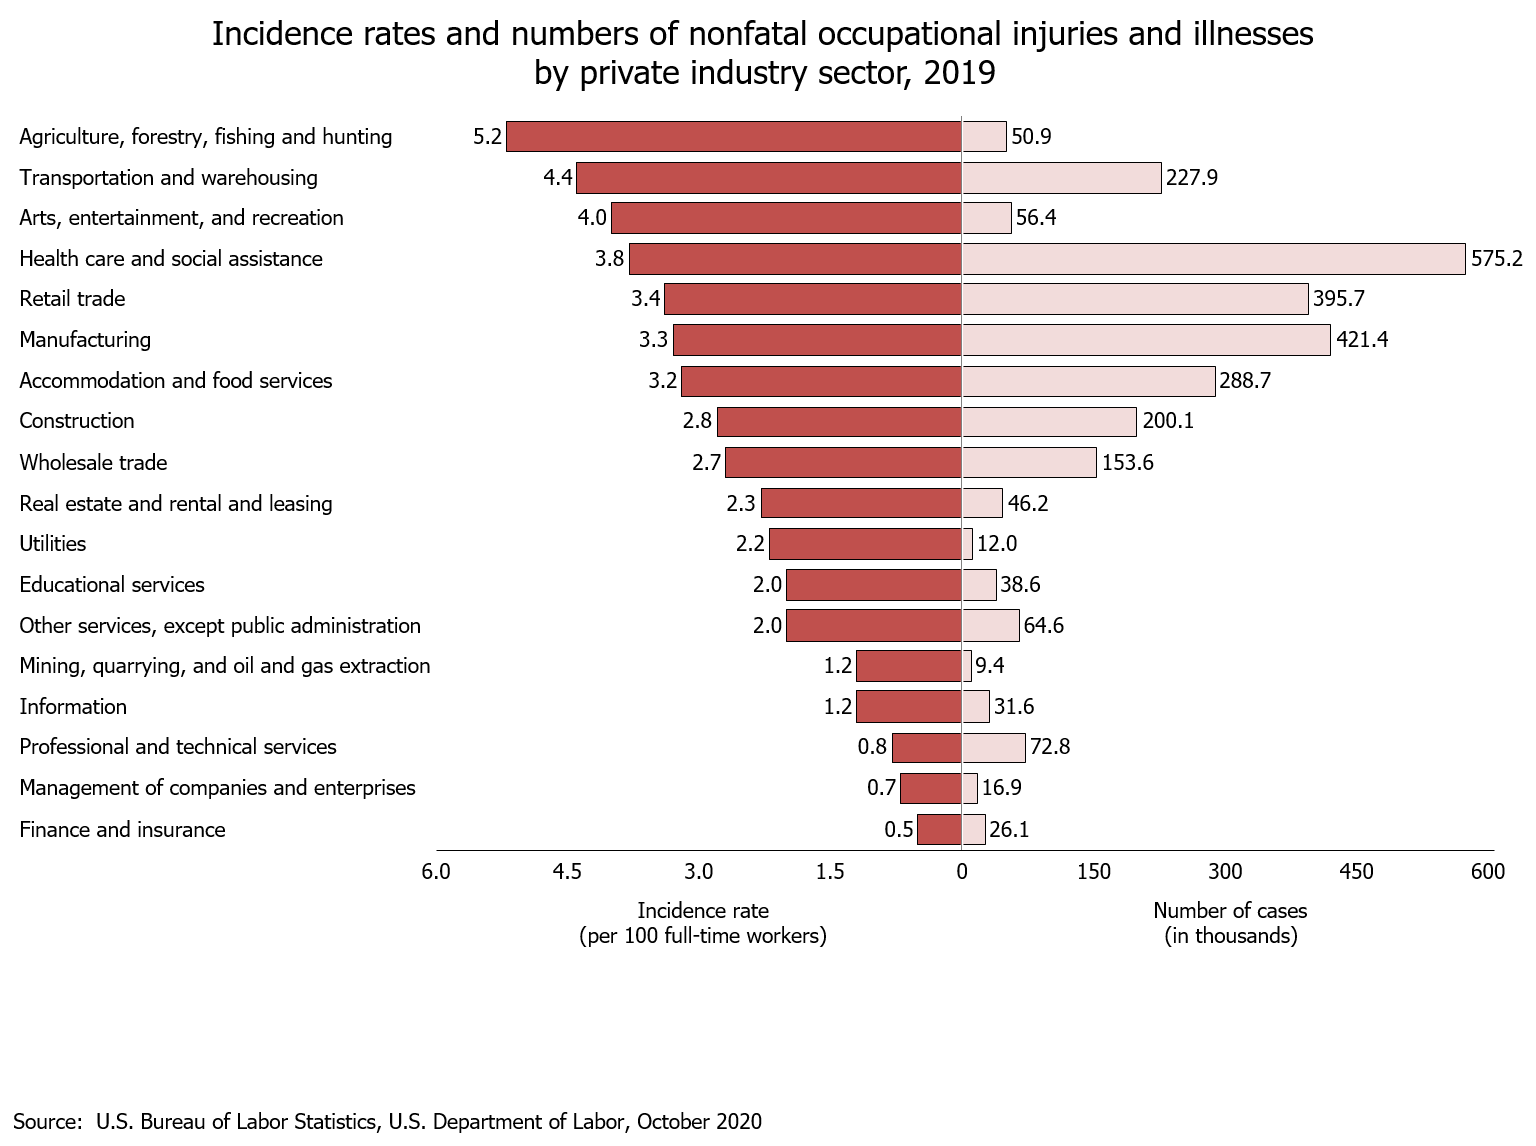 Incidence rates and numbers of nonfatal occupational injuries and illnesses
by private industry sector, 2019
Agriculture, forestry, fishing and hunting 5.2 50.9
Transportation and warehousing 4.4 227.9
Arts, entertainment, and recreation 4.0 56.4
Health care and social assistance 3.8 575.2
Retail trade 3.4 395.7
Manufacturing 3.3 421.4
Accommodation and food services 3.2 288.7
Construction 2.8 200.1
Wholesale trade 2.7 153.6
Real estate and rental and leasing 2.3 46.2
Utilities 2.2 12.0
Educational services 2.0 38.6
Other services, except public administration 2.0 64.6
Mining, quarrying, and oil and gas extraction 1.2 9.4
Information 1.2 31.6
Professional and technical services 0.8 72.8
Management of companies and enterprises 0.7 16.9
Finance and insurance 0.5 26.1
6.0 4.5 3.0 1.5 0 150 300 450 600
Incidence rate Number of cases
(per 100 full-time workers) (in thousands)
Source: U.S. Bureau of Labor Statistics, U.S. Department of Labor, October 2020